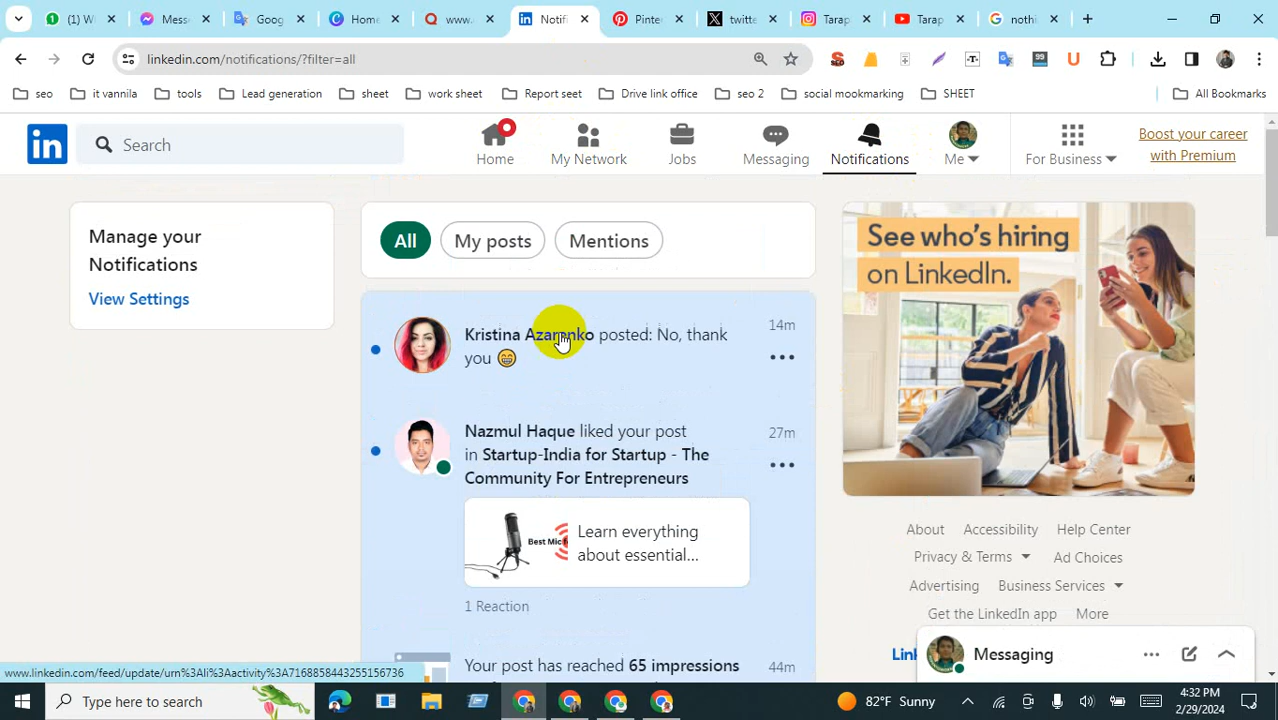 (1) W
Mess
Goog
Home
www.
Notifi
Pinte
twitte
Tarap
Tarap
nothi
linkedin.com/notifications/?filter=all
seo
it vannila
tools
Lead generation
sheet
work sheet
Report seet
Drive link office
seo 2
social mookmarking
SHEET
All Bookmarks
in
Search
Home
My Network
Jobs
Messaging
Notifications
Me
For Business
Boost your career
with Premium
Manage your
Notifications
View Settings
All
My posts
Mentions
Kristina Azarenko posted: No, thank
you 😁
14m
Nazmul Haque liked your post
in Startup-India for Startup - The
Community For Entrepreneurs
27m
Best Mic f
Learn everything
about essential...
1 Reaction
Your post has reached 65 impressions
44m
See who's hiring
on LinkedIn.
About
Accessibility
Help Center
Privacy & Terms
Ad Choices
Advertising
Business Services
Get the LinkedIn app
More
Link
Messaging
www.linkedin.com/feed/update/urn%3Ali%3Aactivity%3A7168858443255156736
Type here to search
82°F Sunny
4:32 PM
2/29/2024